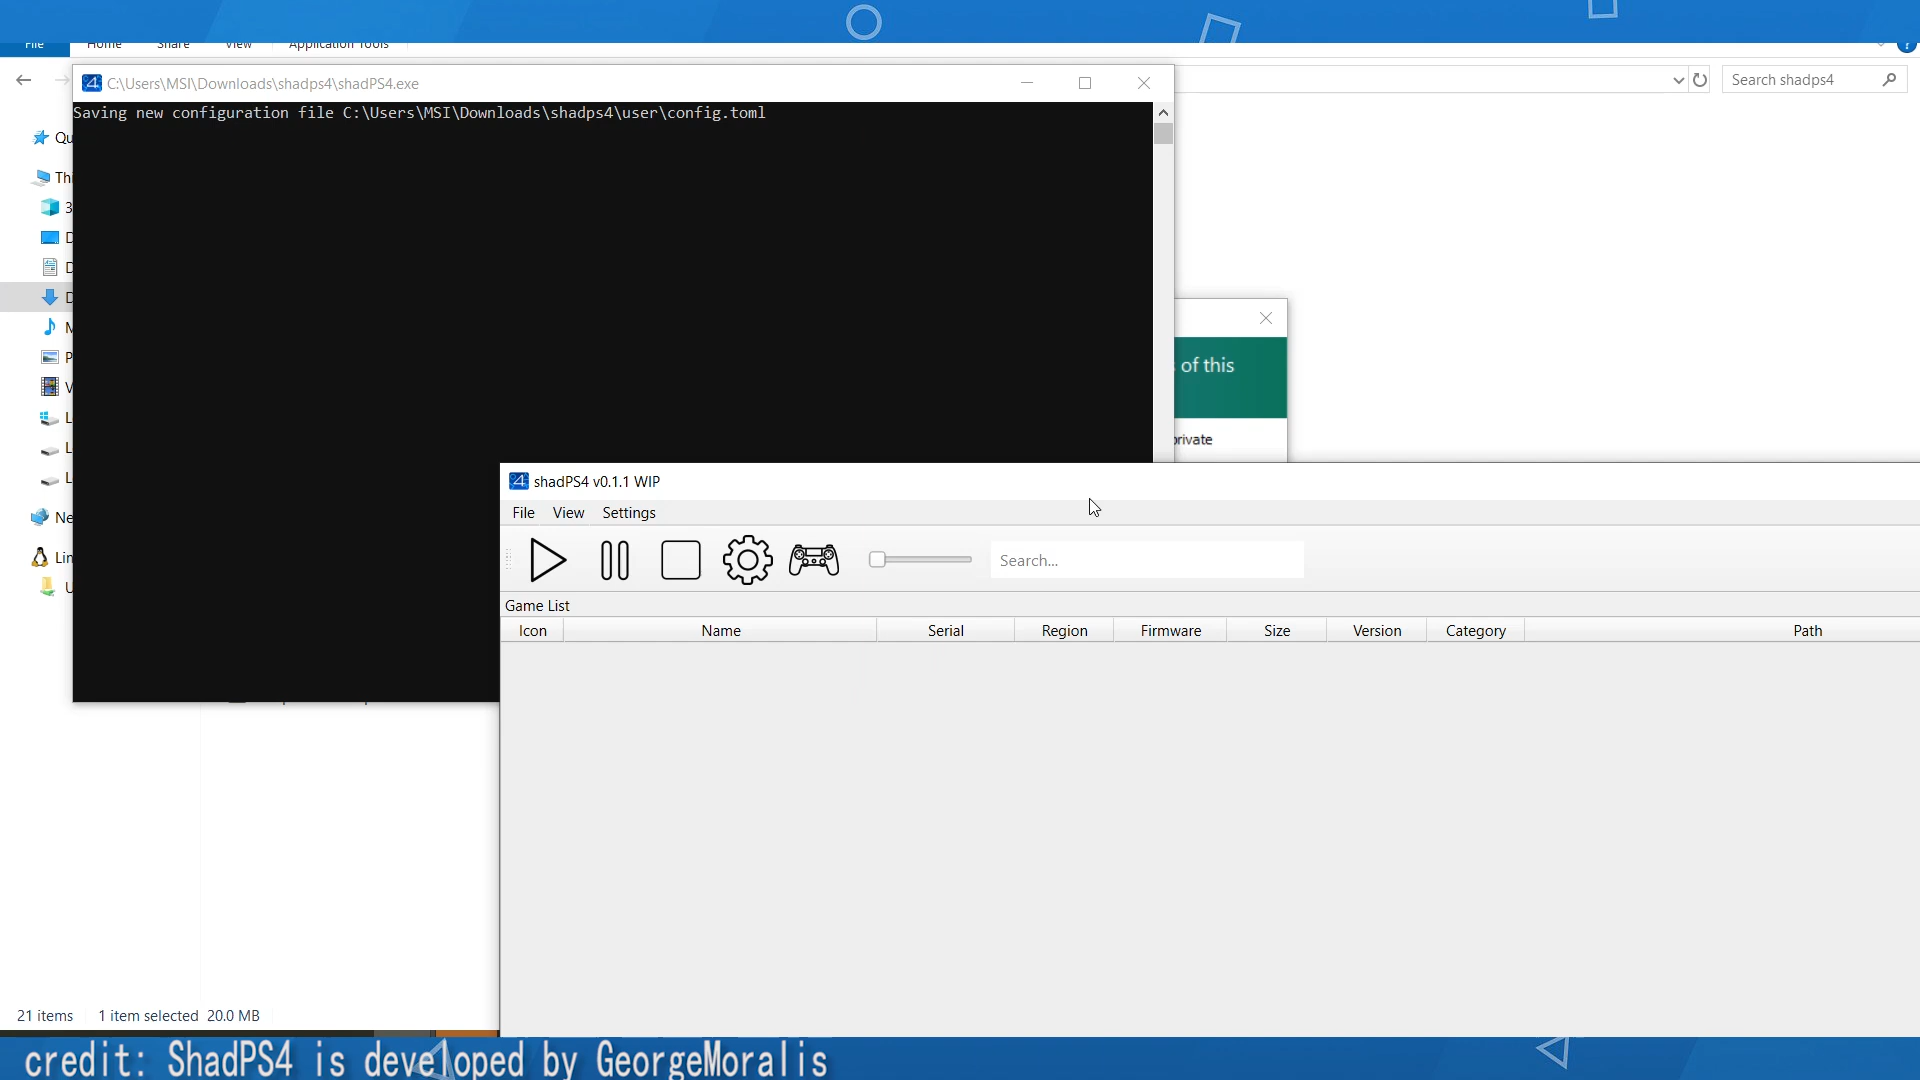 File Home Share View Application Tools
C:\Users\MSI\Downloads\shadps4\shadPS4.exe
Search shadps4
Saving new configuration file C:\Users\MSI\Downloads\shadps4\user\config.toml
of this
private
shadPS4 v0.1.1 WIP
File View Settings
Search...
Game List
Icon Name Serial Region Firmware Size Version Category Path
21 items 1 item selected 20.0 MB
credit: ShadPS4 is developed by GeorgeMoralis